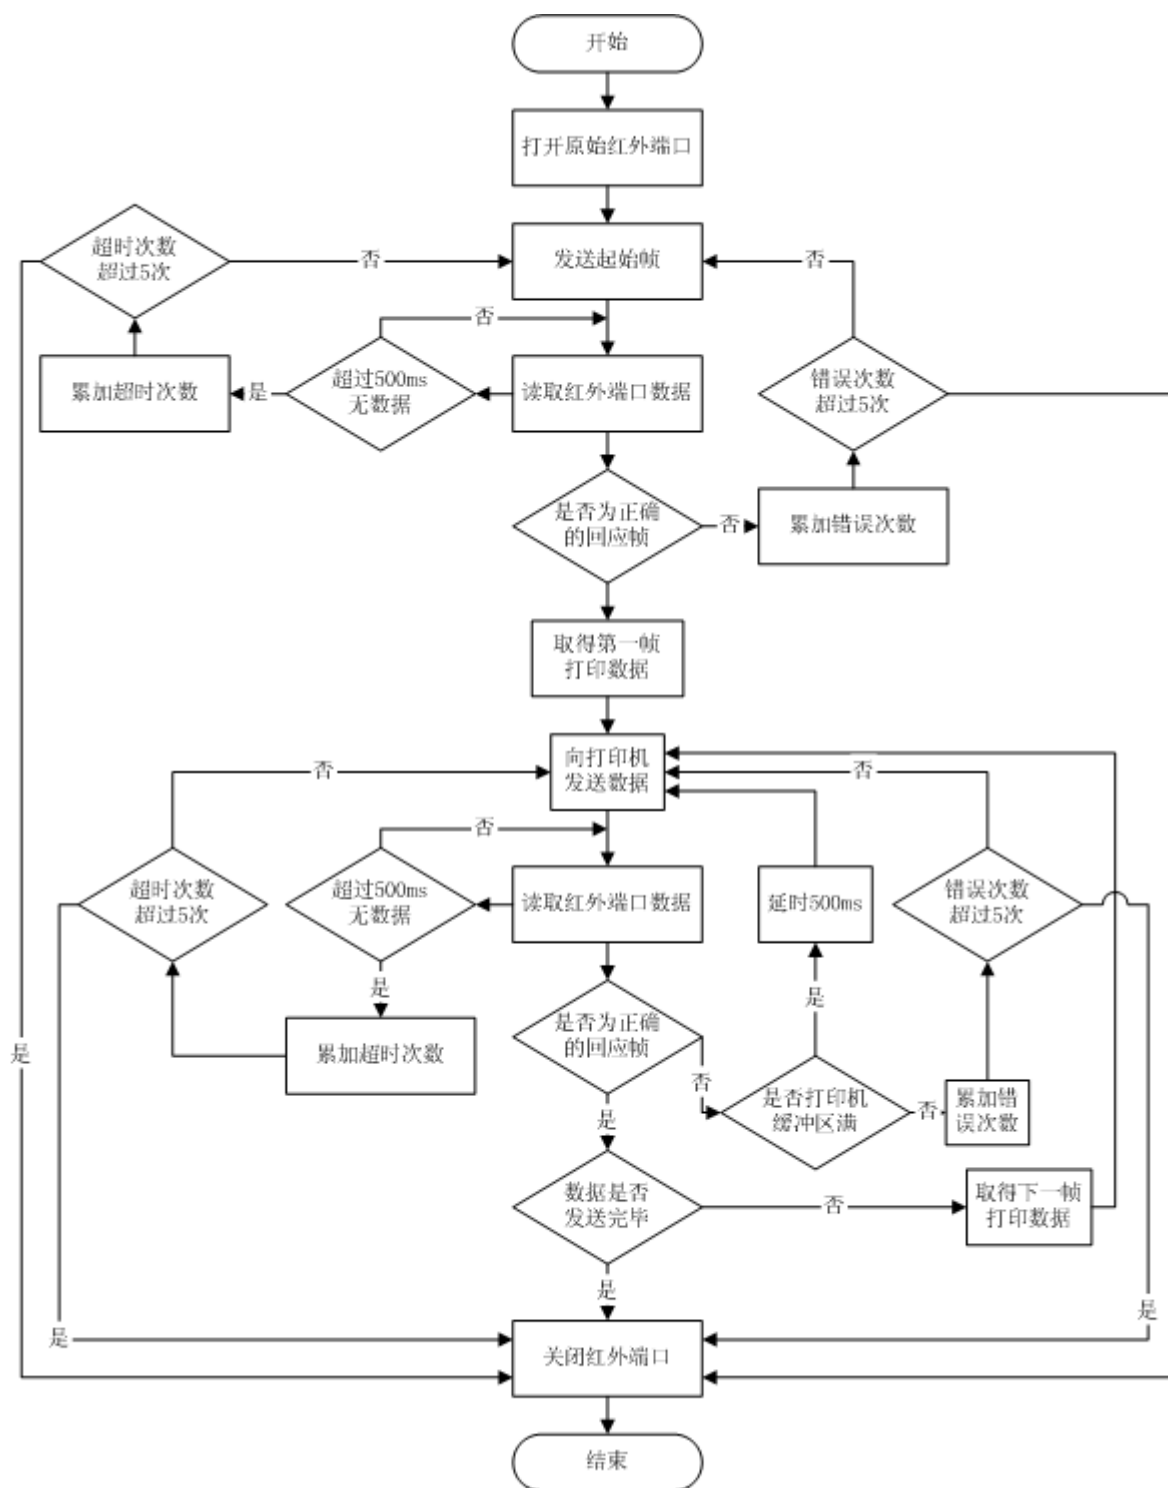 开始
打开原始红外端口
超时次数
超过5次
否
发送起始帧
否
否
累加超时次数
是
超过500ms
无数据
读取红外端口数据
错误次数
超过5次
是否为正确
的回应帧
否
累加错误次数
取得第一帧
打印数据
否
向打印机
发送数据
否
否
超时次数
超过5次
超过500ms
无数据
读取红外端口数据
延时500ms
错误次数
超过5次
是
是
是
累加超时次数
是否为正确
的回应帧
否
是否打印机
缓冲区满
否
累加错
误次数
是
数据是否
发送完毕
否
取得下一帧
打印数据
是
是
是
关闭红外端口
结束